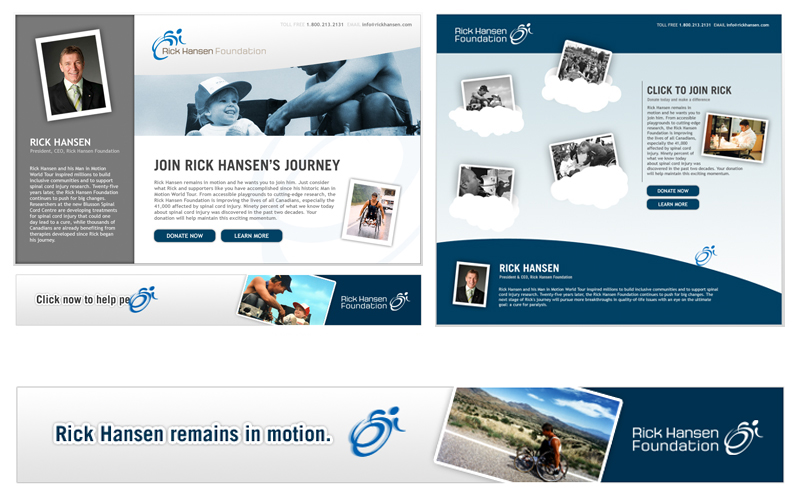 TOLL FREE 1.800.213.2131 EMAIL info@rickhansen.com
Rick Hansen Foundation
RICK HANSEN
President, CEO, Rick Hansen Foundation
Rick Hansen and his Man in Motion
World Tour inspired millions to build
inclusive communities and to support
spinal cord injury research. Twenty-five
years later, the Rick Hansen Foundation
continues to push for big changes.
Researchers at the new Blusson Spinal
Cord Centre are developing treatments
for spinal cord injury that could one
day lead to a cure, while thousands of
Canadians are already benefiting from
therapies developed since Rick began
his journey.
JOIN RICK HANSEN'S JOURNEY
Rick Hansen remains in motion and he wants you to join him. Just consider
what Rick and supporters like you have accomplished since his historic Man in
Motion World Tour. From accessible playgrounds to cutting-edge research, the
Rick Hansen Foundation is improving the lives of all Canadians, especially the
41,000 affected by spinal cord injury. Ninety percent of what we know today
about spinal cord injury was discovered in the past two decades. Your
donation will help maintain this exciting momentum.
DONATE NOW
LEARN MORE
Click now to help pe
Rick Hansen
Foundation
Rick Hansen
Foundation
TOLL FREE 1.800.213.2131 EMAIL info@rickhansen.com
CLICK TO JOIN RICK
Donate today and make a difference
Rick Hansen remains in
motion and he wants you to
join him. From accessible
playgrounds to cutting-edge
research, the Rick Hansen
Foundation is improving
the lives of all Canadians,
especially the 41,000
affected by spinal cord
injury. Ninety percent of
what we know today
about spinal cord injury was
discovered in the past two decades. Your donation
will help maintain this exciting momentum.
DONATE NOW
LEARN MORE
RICK HANSEN
President & CEO, Rick Hansen Foundation
Rick Hansen and his Man in Motion World Tour inspired millions to build inclusive communities and to support spinal
cord injury research. Twenty-five years later, the Rick Hansen Foundation continues to push for big changes. The
next stage of Rick's journey will pursue more breakthroughs in quality-of-life issues with an eye on the ultimate
goal: a cure for paralysis.
Rick Hansen remains in motion.
Rick Hansen
Foundation